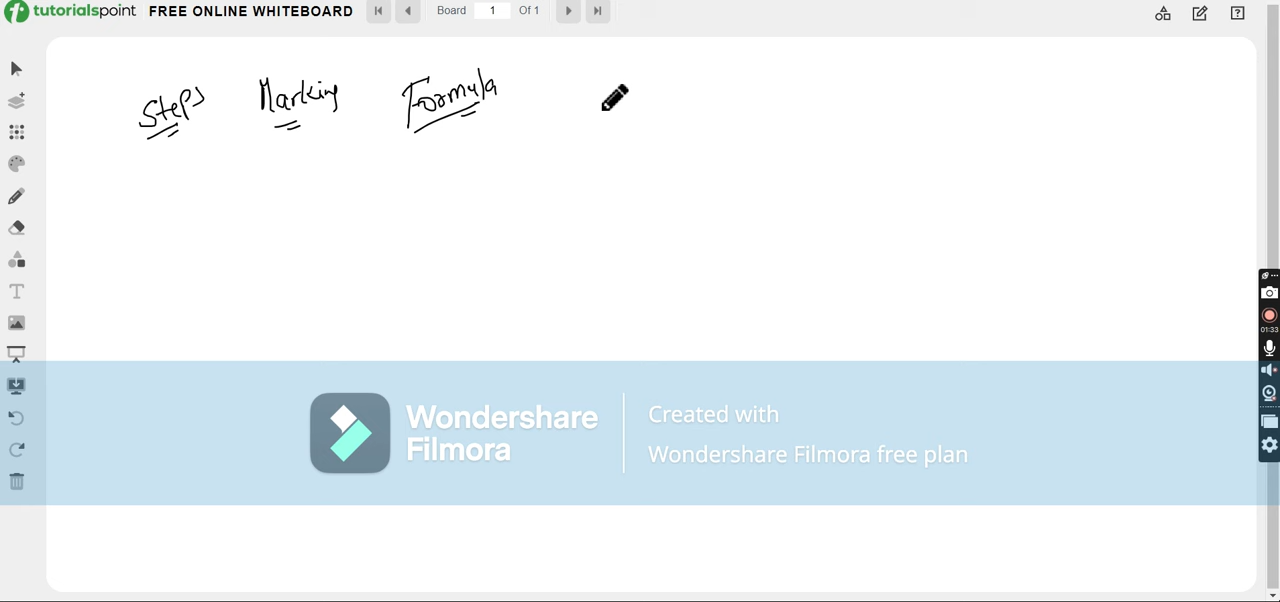 tutorialspoint FREE ONLINE WHITEBOARD Board 1 Of 1
Steps Marking Formula
01:33
Wondershare Filmora
Created with
Wondershare Filmora free plan